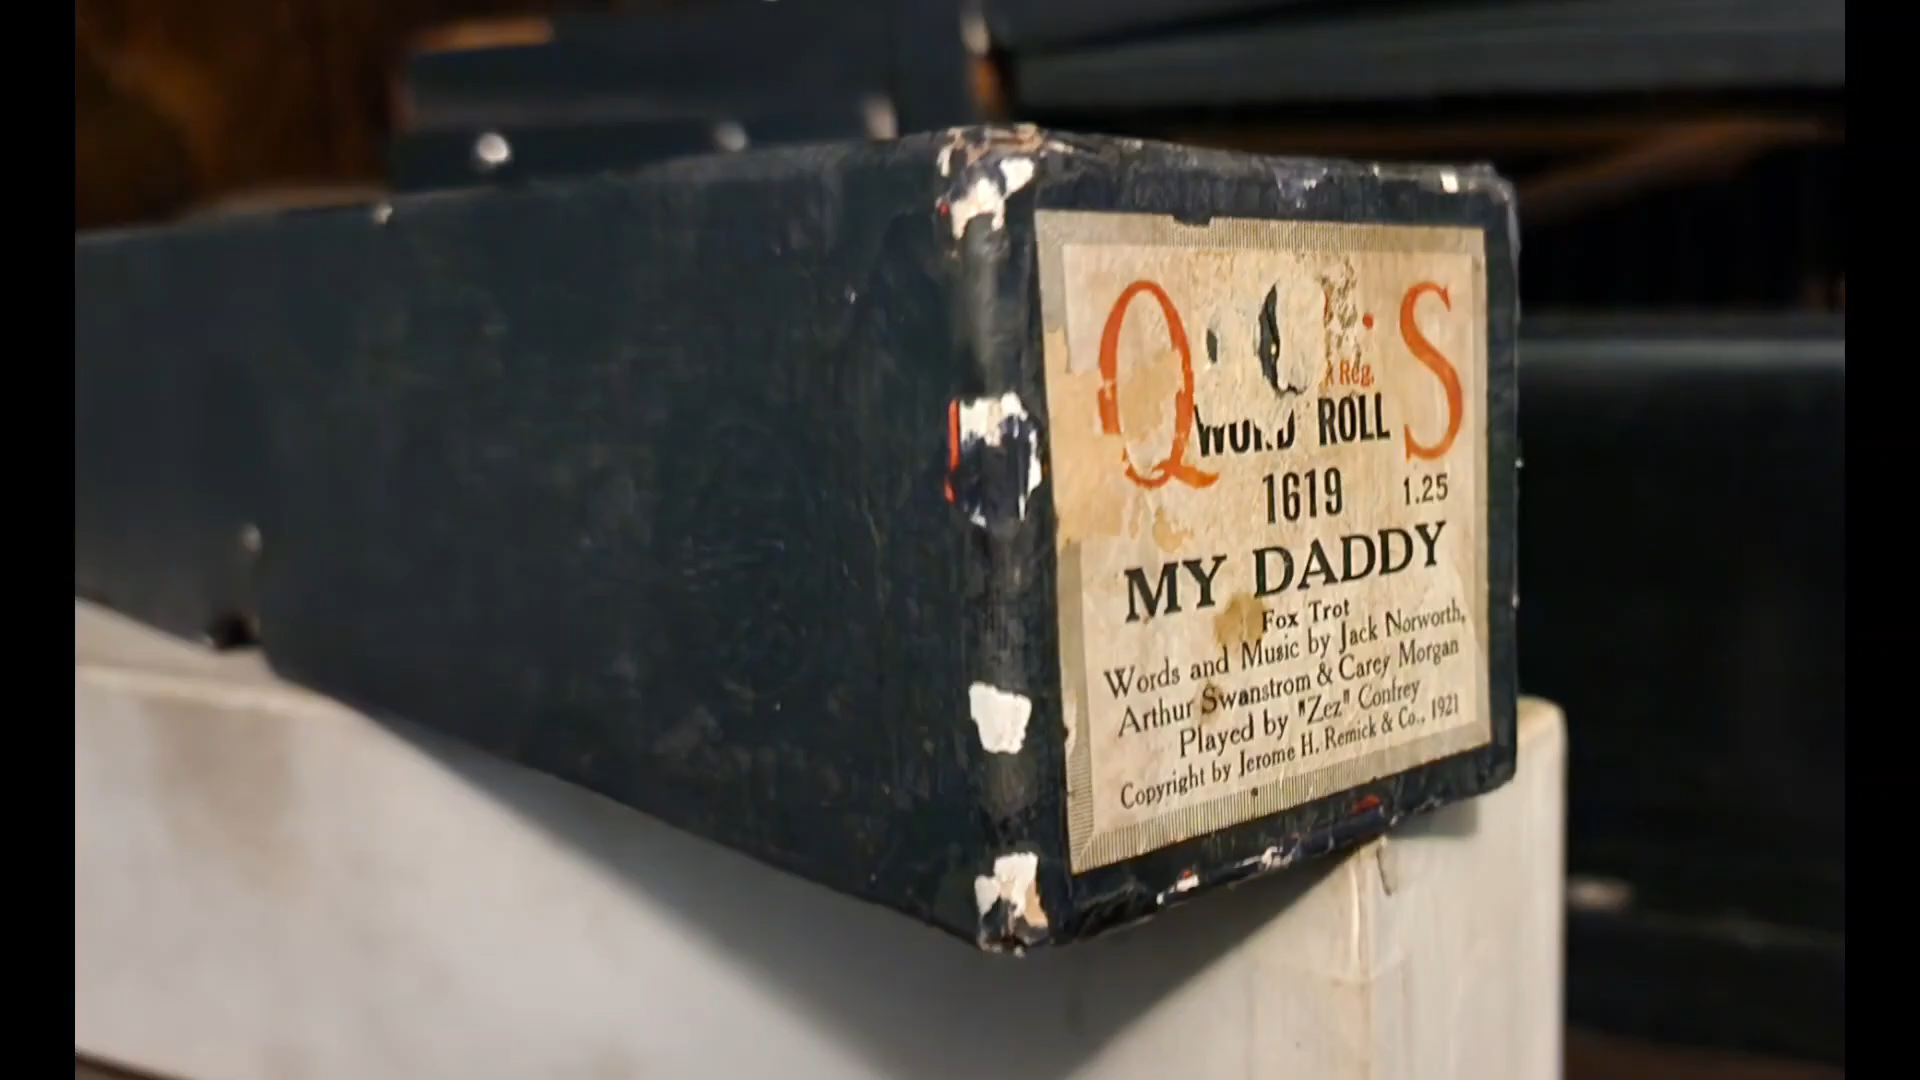 Q S
Reg.
WORD ROLL
1619 1.25
MY DADDY
Fox Trot
Words and Music by Jack Norworth,
Arthur Swanstrom & Carey Morgan
Played by "Zez" Confrey
Copyright by Jerome H. Remick & Co., 1921